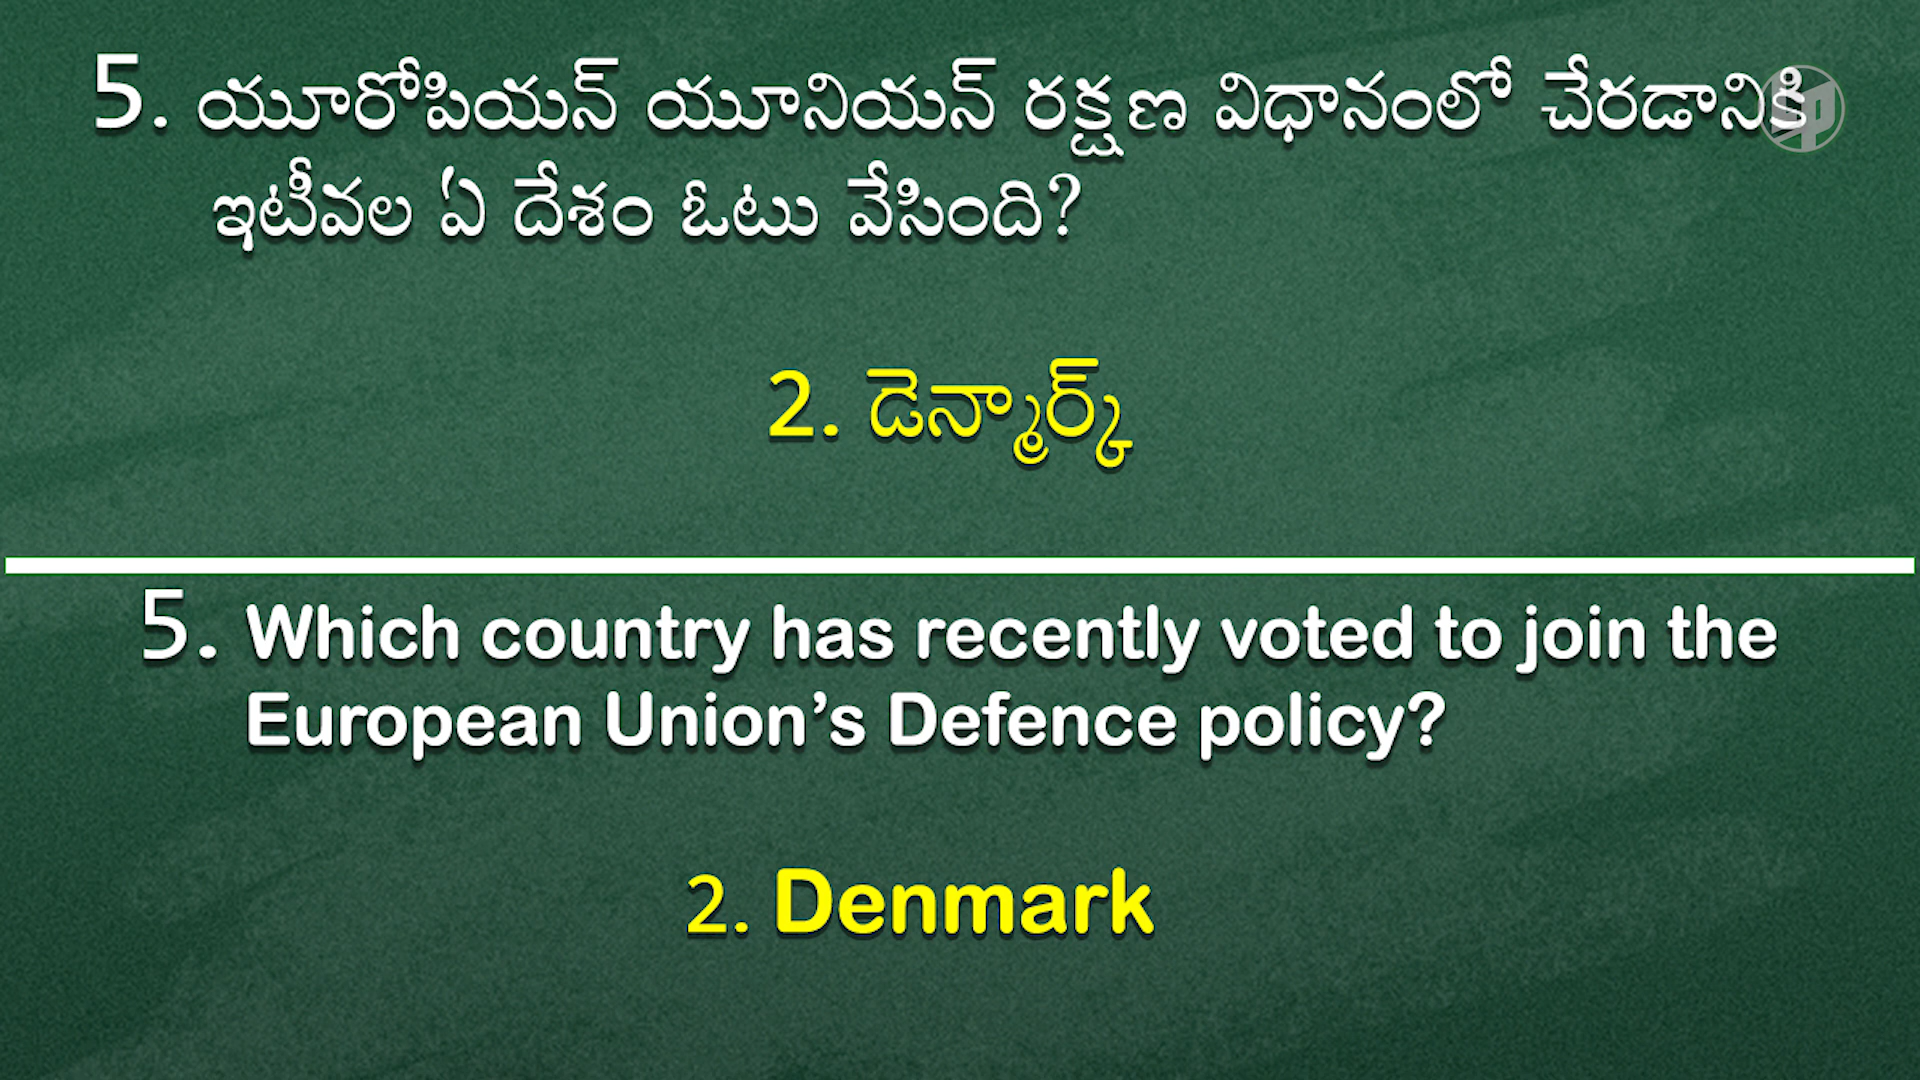 5. యూరోపియన్ యూనియన్ రక్షణ విధానంలో చేరడానికి
ఇటీవల ఏ దేశం ఓటు వేసింది?
2. డెన్మార్క్
5. Which country has recently voted to join the
European Union’s Defence policy?
2. Denmark